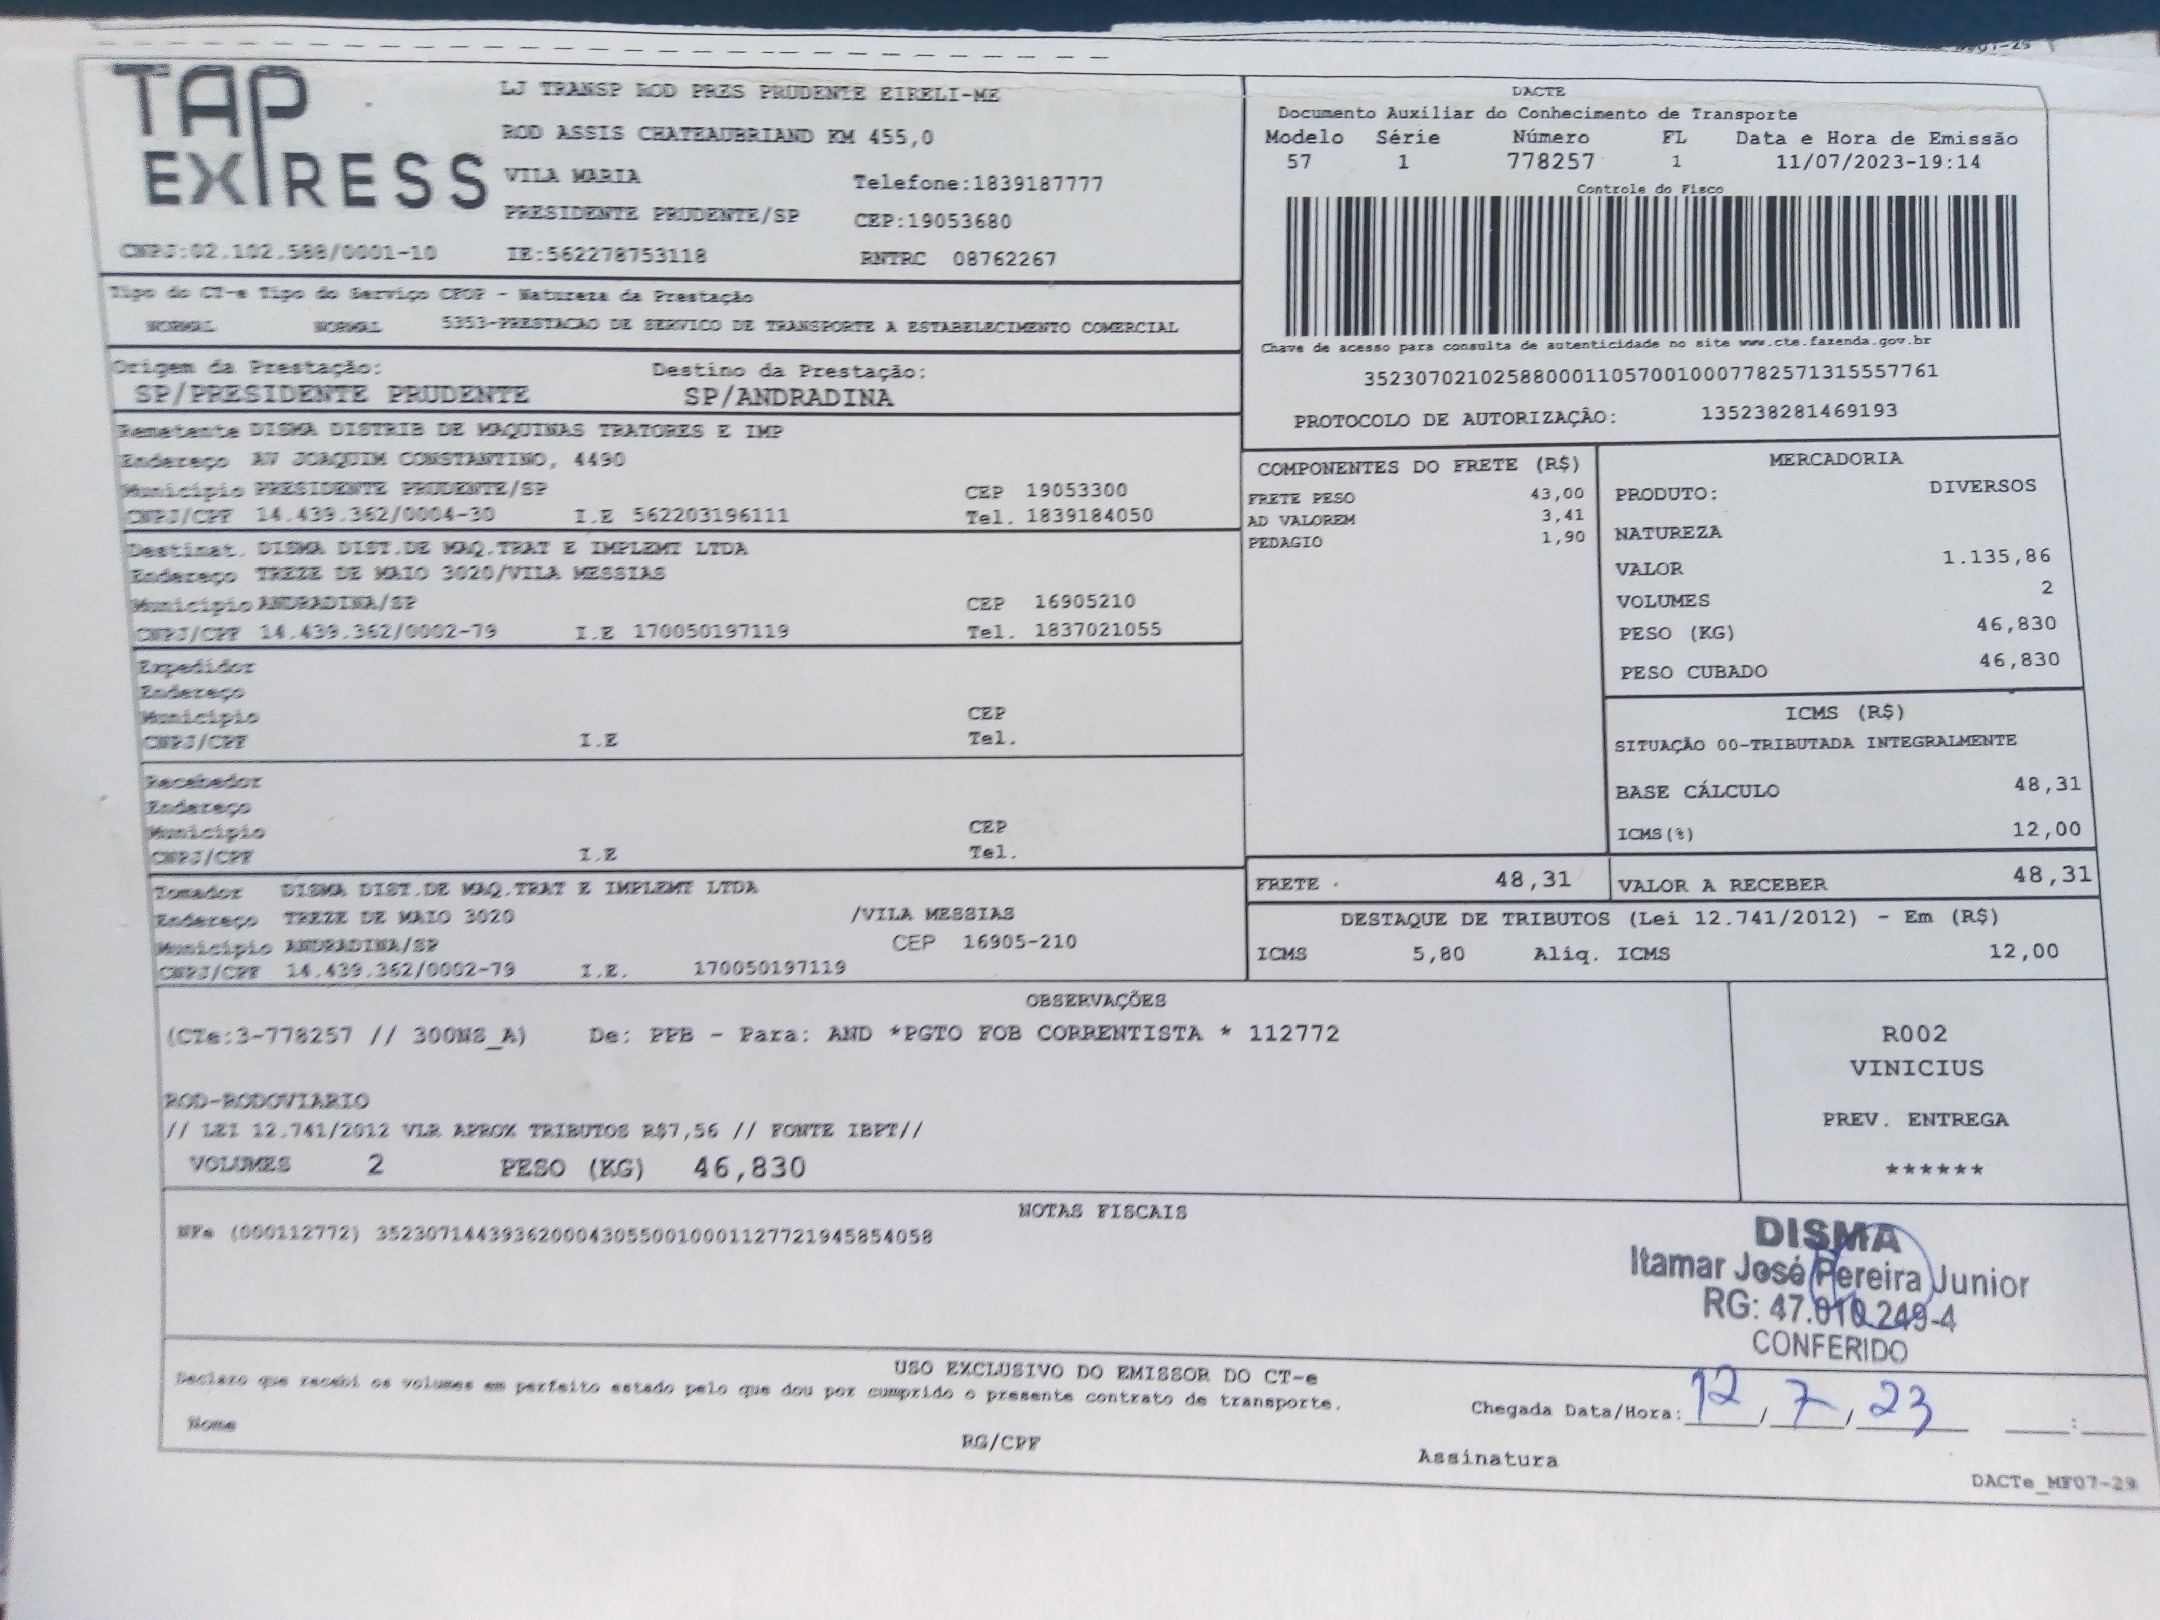 TAP EXPRESS
LJ TRANSP ROD PRES PRUDENTE EIRELI-ME
ROD ASSIS CHATEAUBRIAND KM 455,0
VILA MARIA Telefone:1839187777
PRESIDENTE PRUDENTE/SP CEP:19053680
CNPJ:02.102.588/0001-10 IE:562278753118 RNTRC 08762267
DACTE
Documento Auxiliar do Conhecimento de Transporte
Modelo Série Número FL Data e Hora de Emissão
57 1 778257 1 11/07/2023-19:14
Controle do Fisco
Chave de acesso para consulta de autenticidade no site www.cte.fazenda.gov.br
35230702102588000110570010007782571315557761
PROTOCOLO DE AUTORIZAÇÃO: 135238281469193
Tipo do CT-e Tipo do Serviço CFOP - Natureza da Prestação
NORMAL NORMAL 5353-PRESTACAO DE SERVICO DE TRANSPORTE A ESTABELECIMENTO COMERCIAL
Origem da Prestação: Destino da Prestação:
SP/PRESIDENTE PRUDENTE SP/ANDRADINA
Remetente DISMA DISTRIB DE MAQUINAS TRATORES E IMP
Endereço AV JOAQUIM CONSTANTINO, 4490
Município PRESIDENTE PRUDENTE/SP CEP 19053300
CNPJ/CPF 14.439.362/0004-30 I.E 562203196111 Tel. 1839184050
Destinat. DISMA DIST.DE MAQ.TRAT E IMPLEMT LTDA
Endereço TREZE DE MAIO 3020/VILA MESSIAS
Município ANDRADINA/SP CEP 16905210
CNPJ/CPF 14.439.362/0002-79 I.E 170050197119 Tel. 1837021055
Expedidor
Endereço
Município CEP
CNPJ/CPF I.E Tel.
Recebedor
Endereço
Município CEP
CNPJ/CPF I.E Tel.
Tomador DISMA DIST.DE MAQ.TRAT E IMPLEMT LTDA
Endereço TREZE DE MAIO 3020 /VILA MESSIAS
Município ANDRADINA/SP CEP 16905-210
CNPJ/CPF 14.439.362/0002-79 I.E. 170050197119
COMPONENTES DO FRETE (R$)
FRETE PESO 43,00
AD VALOREM 3,41
PEDAGIO 1,90
MERCADORIA
PRODUTO: DIVERSOS
NATUREZA
VALOR 1.135,86
VOLUMES 2
PESO (KG) 46,830
PESO CUBADO 46,830
ICMS (R$)
SITUAÇÃO 00-TRIBUTADA INTEGRALMENTE
BASE CÁLCULO 48,31
ICMS(%) 12,00
FRETE 48,31 VALOR A RECEBER 48,31
DESTAQUE DE TRIBUTOS (Lei 12.741/2012) - Em (R$)
ICMS 5,80 Aliq. ICMS 12,00
OBSERVAÇÕES
(CTe:3-778257 // 300MS_A) De: PPB - Para: AND *PGTO FOB CORRENTISTA * 112772
ROD-RODOVIARIO
// LEI 12.741/2012 VLR APROX TRIBUTOS R$7,56 // FONTE IBPT//
VOLUMES 2 PESO (KG) 46,830
R002
VINICIUS
PREV. ENTREGA
******
NOTAS FISCAIS
NFe (000112772) 35230714439362000430550010001127721945854058
DISMA
Itamar José Pereira Junior
RG: 47.010.249-4
CONFERIDO
USO EXCLUSIVO DO EMISSOR DO CT-e
Declaro que recebi os volumes em perfeito estado pelo que dou por cumprido o presente contrato de transporte.
Chegada Data/Hora: 12 / 7 / 23 :
Nome RG/CPF Assinatura
DACTe_MF07-29